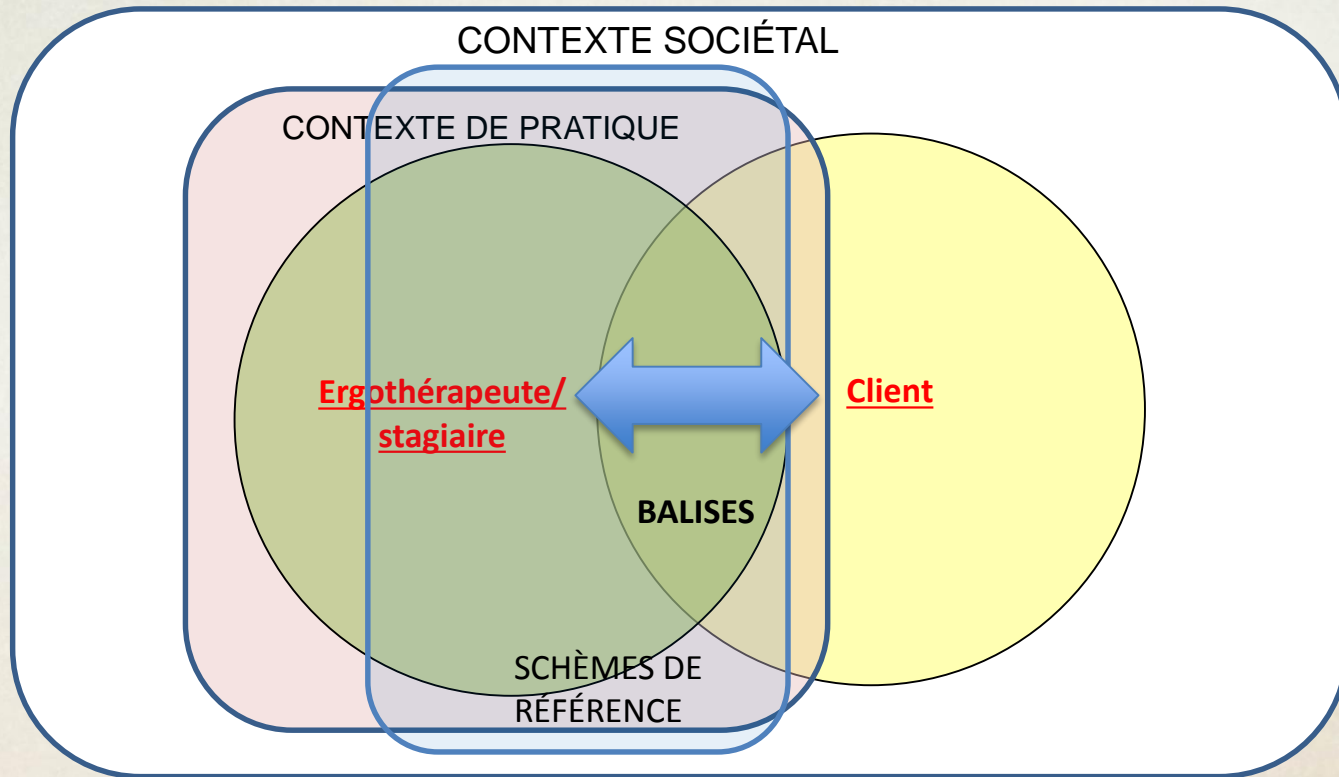 CONTEXTE SOCIÉTAL
CONTEXTE DE PRATIQUE
Ergothérapeute/
stagiaire
Client
BALISES
SCHÈMES DE
RÉFÉRENCE